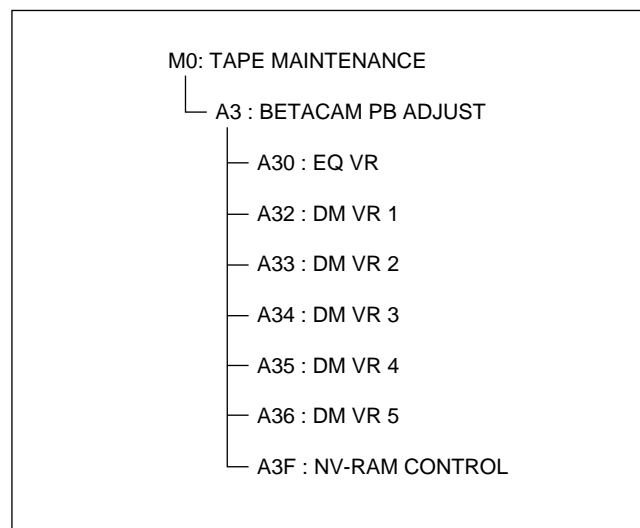 M0: TAPE MAINTENANCE
A3 : BETACAM PB ADJUST
A30 : EQ VR
A32 : DM VR 1
A33 : DM VR 2
A34 : DM VR 3
A35 : DM VR 4
A36 : DM VR 5
A3F : NV-RAM CONTROL